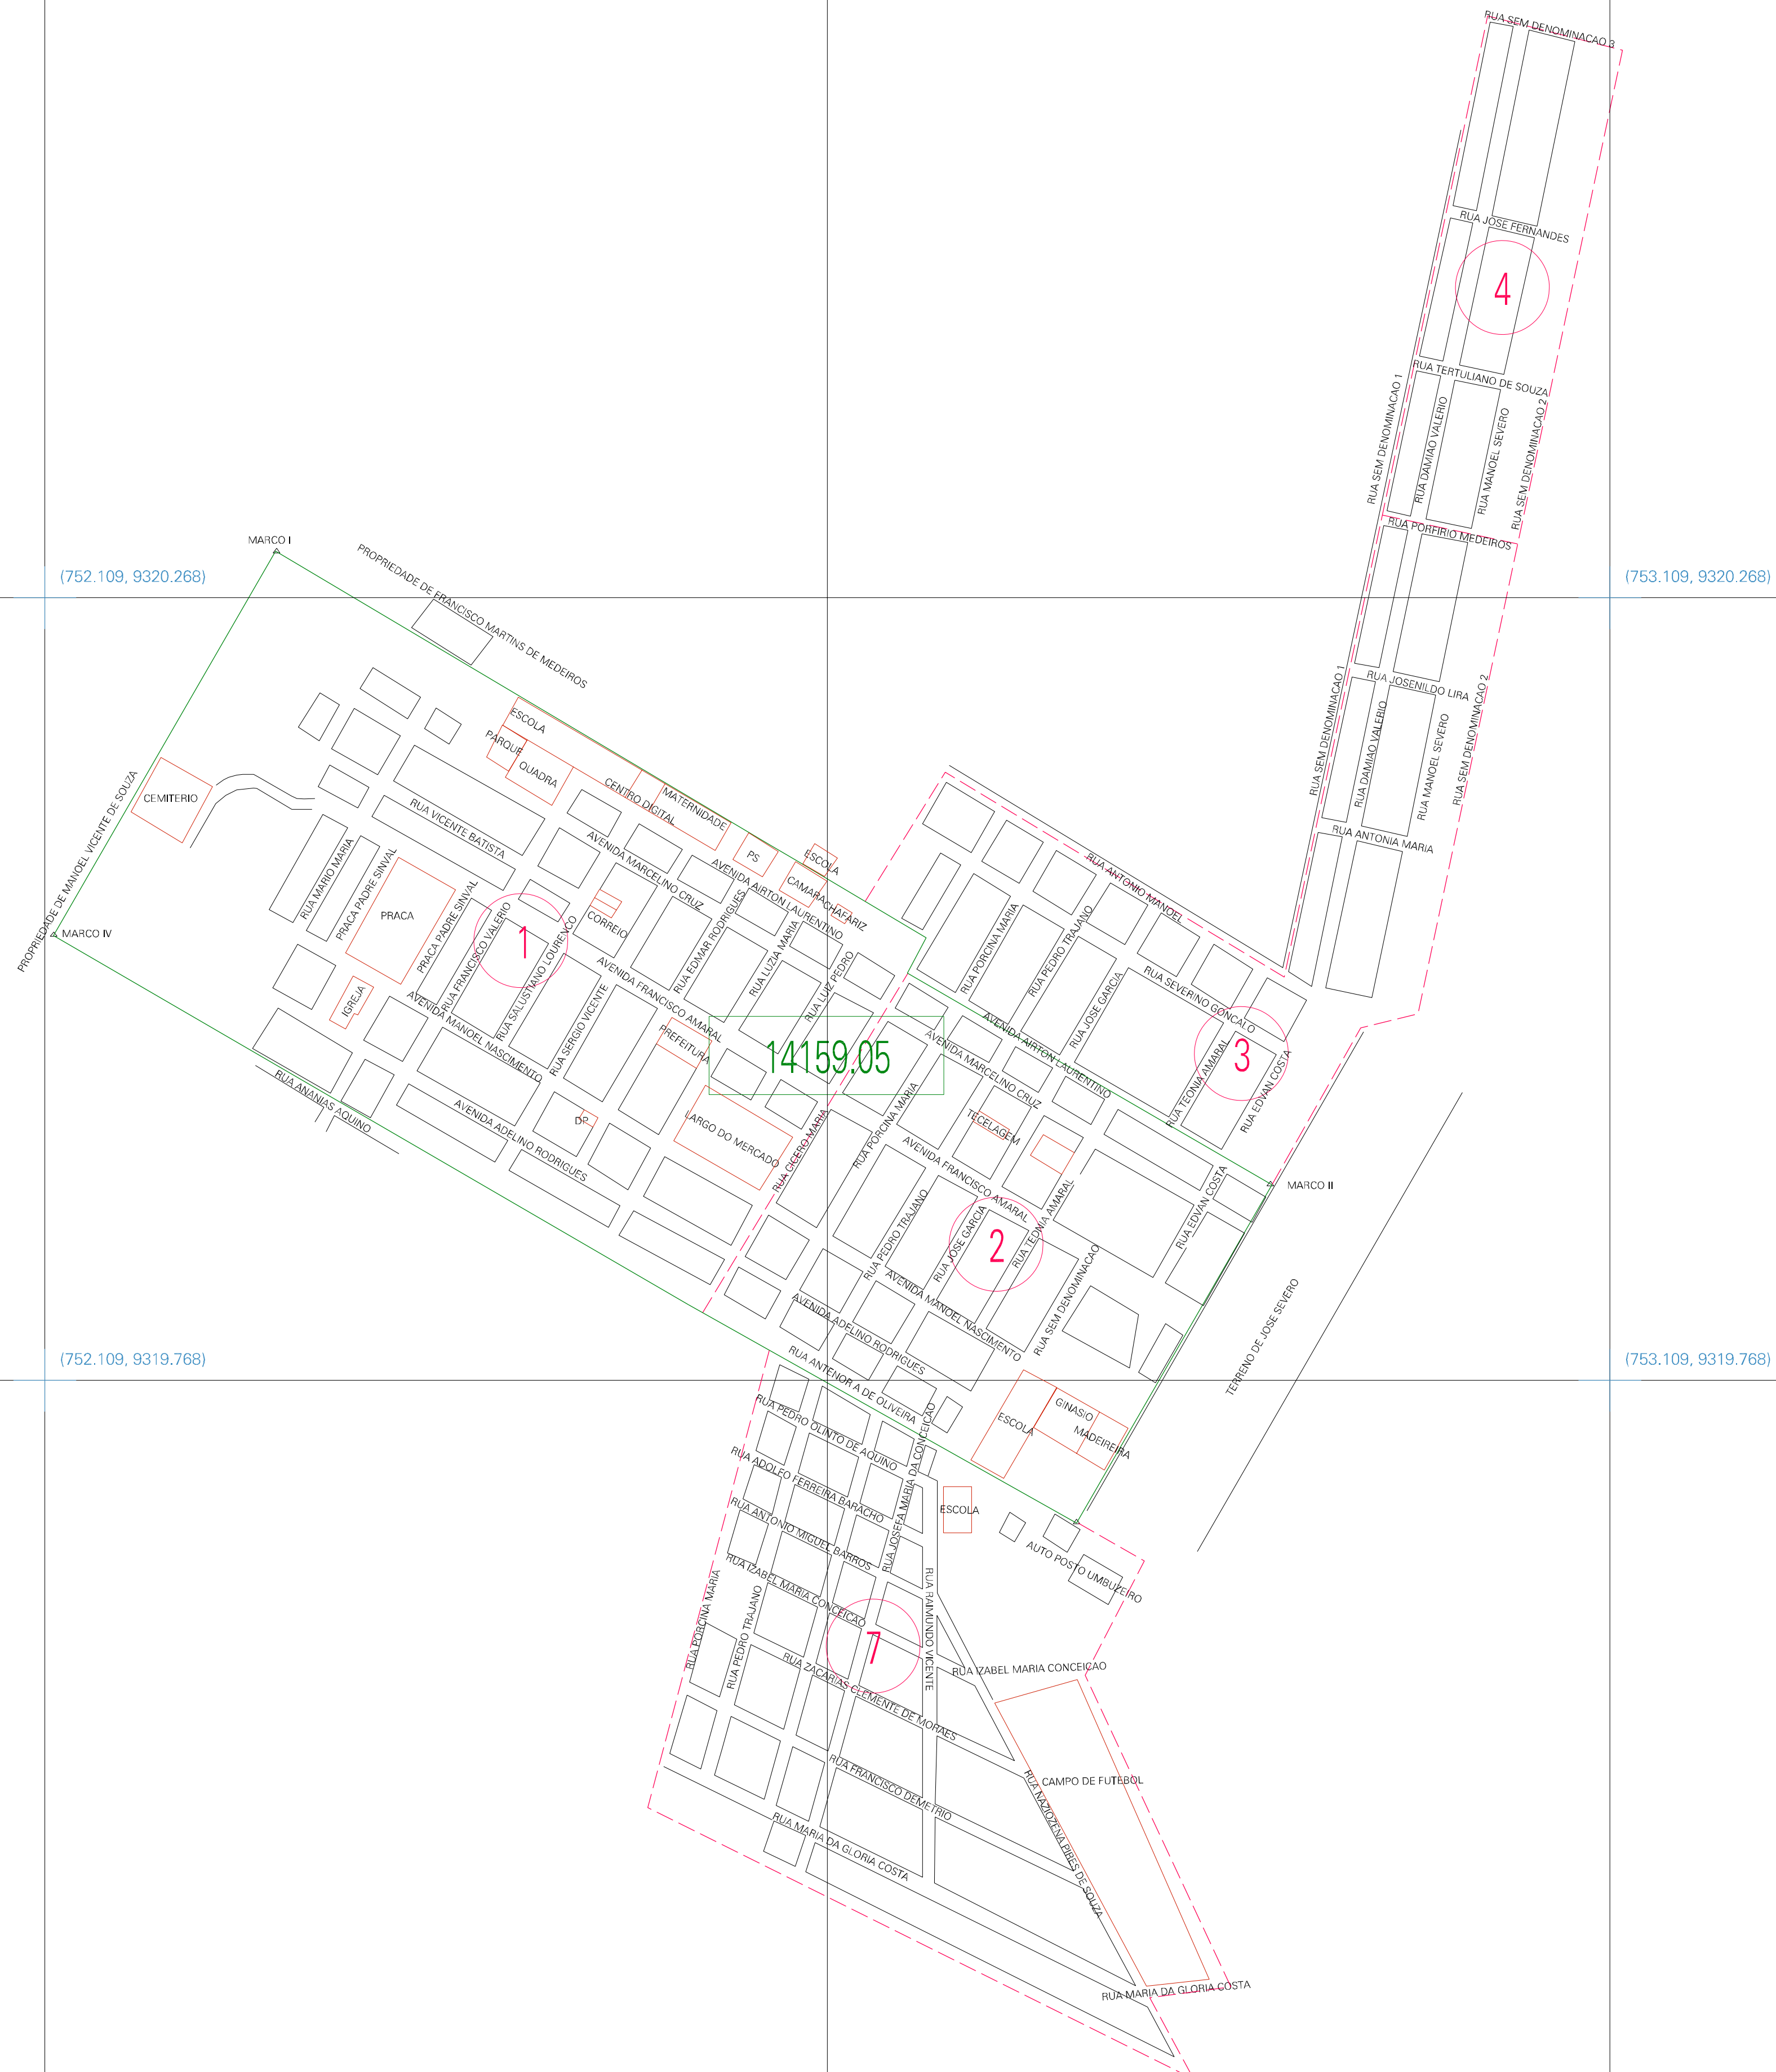 RUA SEM DENOMINACAO 3
RUA JOSE FERNANDES
4
RUA TERTULIANO DE SOUZA
RUA SEM DENOMINACAO 1
RUA DAMIAO VALERIO
RUA MANOEL SEVERO
RUA SEM DENOMINACAO 2
RUA PORFIRIO MEDEIROS
MARCO I
PROPRIEDADE DE FRANCISCO MARTINS DE MEDEIROS
(752.109, 9320.268)
(753.109, 9320.268)
RUA JOSENILDO LIRA
RUA SEM DENOMINACAO 1
RUA DAMIAO VALERIO
RUA MANOEL SEVERO
RUA SEM DENOMINACAO 2
RUA ANTONIA MARIA
ESCOLA
PARQUE
QUADRA
CENTRO DIGITAL
MATERNIDADE
PS
ESCOLA
CAMARA
CHAFARIZ
CEMITERIO
PROPRIEDADE DE MANOEL VICENTE DE SOUZA
MARCO IV
RUA VICENTE BATISTA
AVENIDA MARCELINO CRUZ
AVENIDA AIRTON LAURENTINO
RUA MARIO MARIA
PRACA PADRE SINVAL
PRACA
PRACA PADRE SINVAL
RUA FRANCISCO VALERIO
1
RUA SALUSTIANO LOURENCO
CORREIO
RUA SERGIO VICENTE
RUA EDMAR RODRIGUES
RUA LUZIA MARIA
RUA LUIZ PEDRO
IGREJA
AVENIDA MANOEL NASCIMENTO
AVENIDA FRANCISCO AMARAL
PREFEITURA
14159.05
RUA ANTONIO MANOEL
RUA PORCINA MARIA
RUA PEDRO TRAJANO
RUA JOSE GARCIA
RUA SEVERINO GONCALO
3
RUA TEONIA AMARAL
RUA EDVAN COSTA
AVENIDA AIRTON LAURENTINO
AVENIDA MARCELINO CRUZ
RUA ANANIAS AQUINO
AVENIDA ADELINO RODRIGUES
DP
LARGO DO MERCADO
RUA CICERO MARIA
RUA PORCINA MARIA
TECELAGEM
AVENIDA FRANCISCO AMARAL
RUA PEDRO TRAJANO
RUA JOSE GARCIA
2
RUA TEONIA AMARAL
RUA SEM DENOMINACAO
RUA EDVAN COSTA
MARCO II
TERRENO DE JOSE SEVERO
AVENIDA MANOEL NASCIMENTO
AVENIDA ADELINO RODRIGUES
(752.109, 9319.768)
(753.109, 9319.768)
RUA ANTENOR A DE OLIVEIRA
ESCOLA
GINASIO
MADEIREIRA
RUA PEDRO OLINTO DE AQUINO
RUA ADOLFO FERREIRA BARACHO
RUA JOSEFA MARIA DA CONCEICAO
ESCOLA
RUA ANTONIO MIGUEL BARROS
AUTO POSTO UMBUZEIRO
RUA IZABEL MARIA CONCEICAO
RUA PORCINA MARIA
RUA PEDRO TRAJANO
7
RUA RAIMUNDO VICENTE
RUA IZABEL MARIA CONCEICAO
RUA ZACARIAS CLEMENTE DE MORAES
RUA FRANCISCO DEMETRIO
CAMPO DE FUTEBOL
RUA NAZIOZENA PIRES DE SOUZA
RUA MARIA DA GLORIA COSTA
RUA MARIA DA GLORIA COSTA